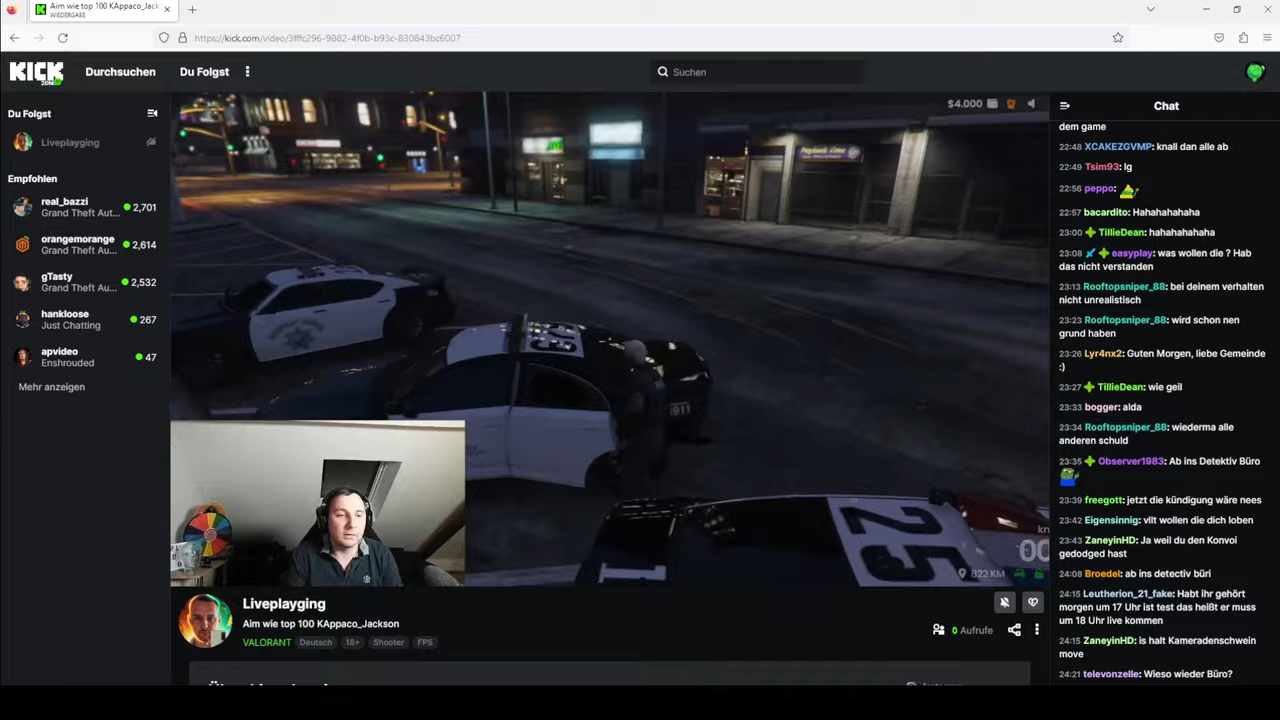 Aim wie top 100 KAppaco_Jack
WIEDERGABE
https://kick.com/video/3fffc296-9882-4f0b-b93c-830843bc6007
KICK
Durchsuchen
Du Folgst
Suchen
Du Folgst
Liveplayging
Empfohlen
real_bazzi
Grand Theft Aut...
2,701
orangemorange
Grand Theft Au...
2,614
gTasty
Grand Theft Au...
2,532
hankloose
Just Chatting
267
apvideo
Enshrouded
47
Mehr anzeigen
$4.000
911
25
822 KM
Liveplayging
Aim wie top 100 KAppaco_Jackson
VALORANT
Deutsch
18+
Shooter
FPS
0 Aufrufe
Chat
dem game
22:48 XCAKEZGVMP: knall dan alle ab
22:49 Tsim93: lg
22:56 peppo:
22:57 bacardito: Hahahahahaha
23:00 TillieDean: hahahahahaha
23:08 easyplay: was wollen die ? Hab
das nicht verstanden
23:13 Rooftopsniper_88: bei deinem verhalten
nicht unrealistisch
23:23 Rooftopsniper_88: wird schon nen
grund haben
23:26 Lyr4nx2: Guten Morgen, liebe Gemeinde
:)
23:27 TillieDean: wie geil
23:33 bogger: alda
23:34 Rooftopsniper_88: wiederma alle
anderen schuld
23:35 Observer1983: Ab ins Detektiv Büro
23:39 freegott: jetzt die kündigung wäre nees
23:42 Eigensinnig: vllt wollen die dich loben
23:43 ZaneyinHD: Ja weil du den Konvoi
gedodged hast
24:08 Broedel: ab ins detectiv büri
24:15 Leutherion_21_fake: Habt ihr gehört
morgen um 17 Uhr ist test das heißt er muss
um 18 Uhr live kommen
24:15 ZaneyinHD: is halt Kameradenschwein
move
24:21 televonzelle: Wieso wieder Büro?